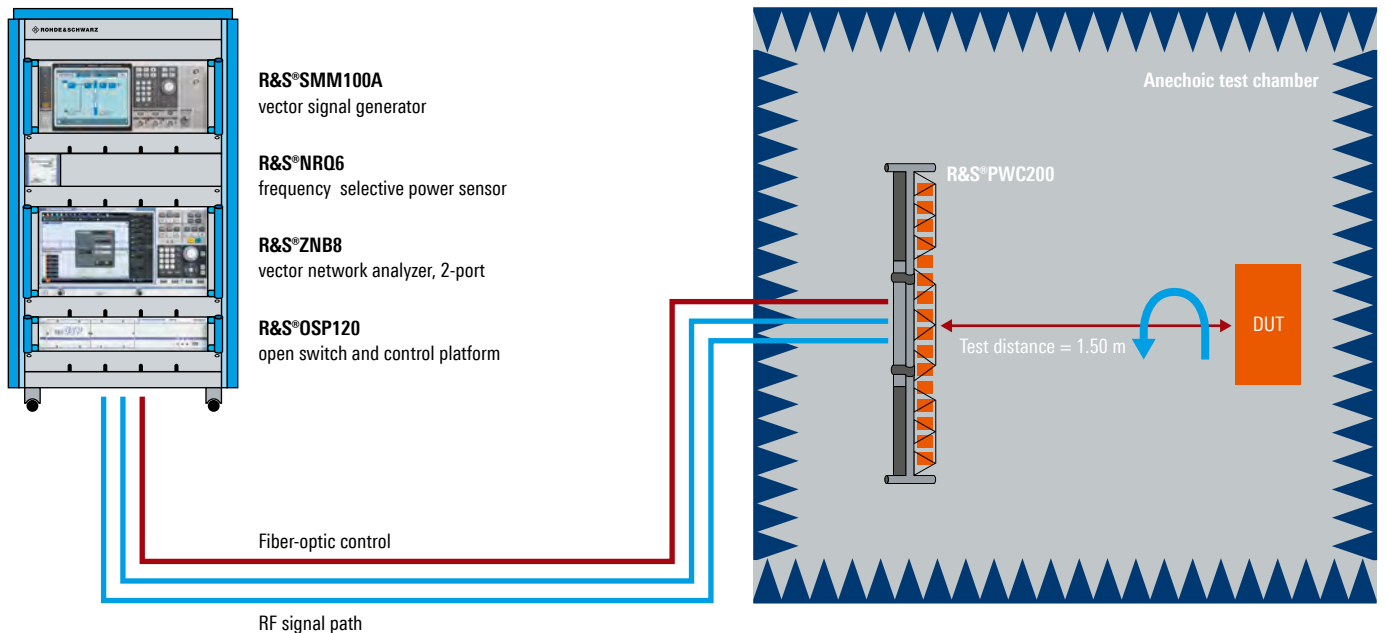 ROHDE&SCHWARZ
R&S®SMM100A
vector signal generator
R&S®NRQ6
frequency selective power sensor
R&S®ZNB8
vector network analyzer, 2-port
R&S®OSP120
open switch and control platform
Fiber-optic control
RF signal path
Anechoic test chamber
R&S®PWC200
Test distance = 1.50 m
DUT